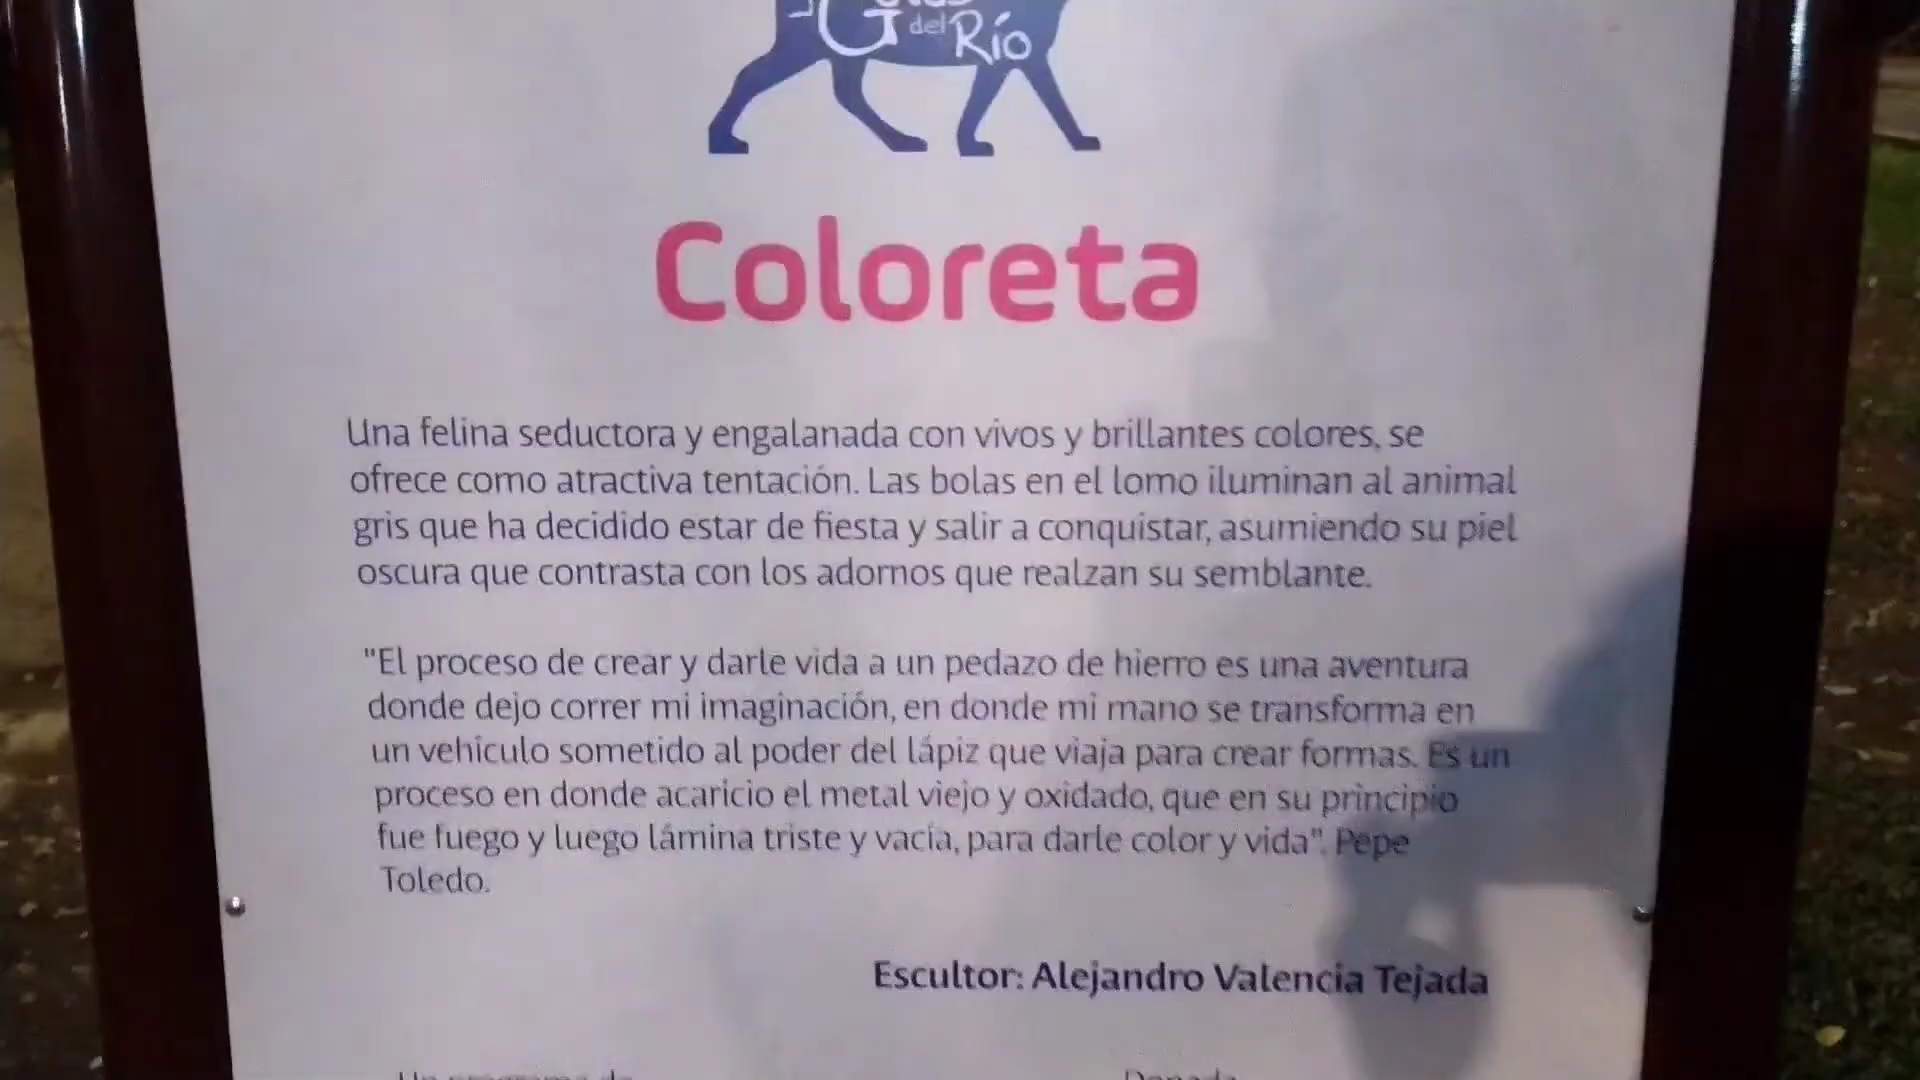 del Río
Coloreta
Una felina seductora y engalanada con vivos y brillantes colores, se
ofrece como atractiva tentación. Las bolas en el lomo iluminan al animal
gris que ha decidido estar de fiesta y salir a conquistar, asumiendo su piel
oscura que contrasta con los adornos que realzan su semblante.
"El proceso de crear y darle vida a un pedazo de hierro es una aventura
donde dejo correr mi imaginación, en donde mi mano se transforma en
un vehículo sometido al poder del lápiz que viaja para crear formas. Es un
proceso en donde acaricio el metal viejo y oxidado, que en su principio
fue fuego y luego lámina triste y vacía, para darle color y vida". Pepe
Toledo.
Escultor: Alejandro Valencia Tejada